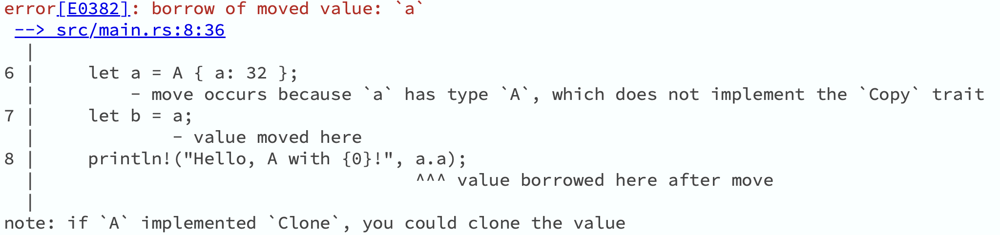 error[E0382]: borrow of moved value: `a`
 --> src/main.rs:8:36
  |
6 |     let a = A { a: 32 };
  |         - move occurs because `a` has type `A`, which does not implement the `Copy` trait
7 |     let b = a;
  |             - value moved here
8 |     println!("Hello, A with {0}!", a.a);
  |                                    ^^^ value borrowed here after move
  |
note: if `A` implemented `Clone`, you could clone the value